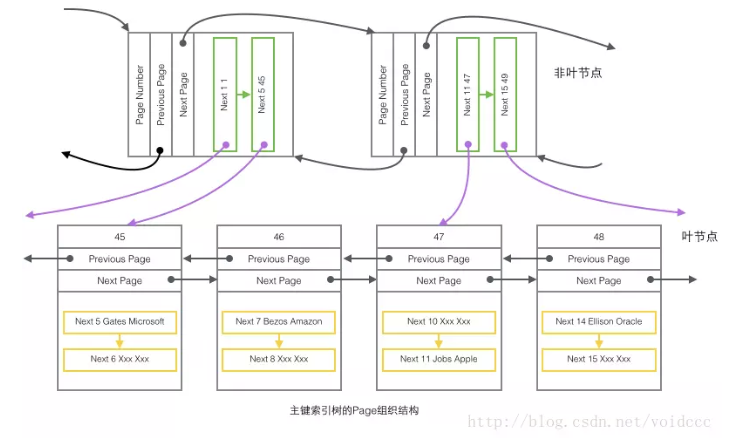 Page Number
Previous Page
Next Page
Next 1 1
Next 5 45
Page Number
Previous Page
Next Page
Next 11 47
Next 15 49
非叶节点
叶节点
45
Previous Page
Next Page
Next 5 Gates Microsoft
Next 6 Xxx Xxx
46
Previous Page
Next Page
Next 7 Bezos Amazon
Next 8 Xxx Xxx
47
Previous Page
Next Page
Next 10 Xxx Xxx
Next 11 Jobs Apple
48
Previous Page
Next Page
Next 14 Ellison Oracle
Next 15 Xxx Xxx
主键索引树的Page组织结构
http://blog.csdn.net/voidccc